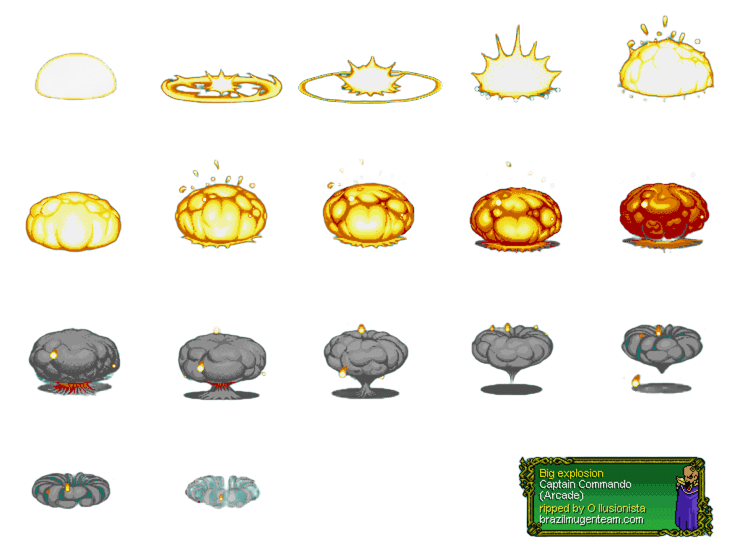 Big explosion
Captain Commando
(Arcade)
ripped by O Ilusionista
brazilmugenteam.com